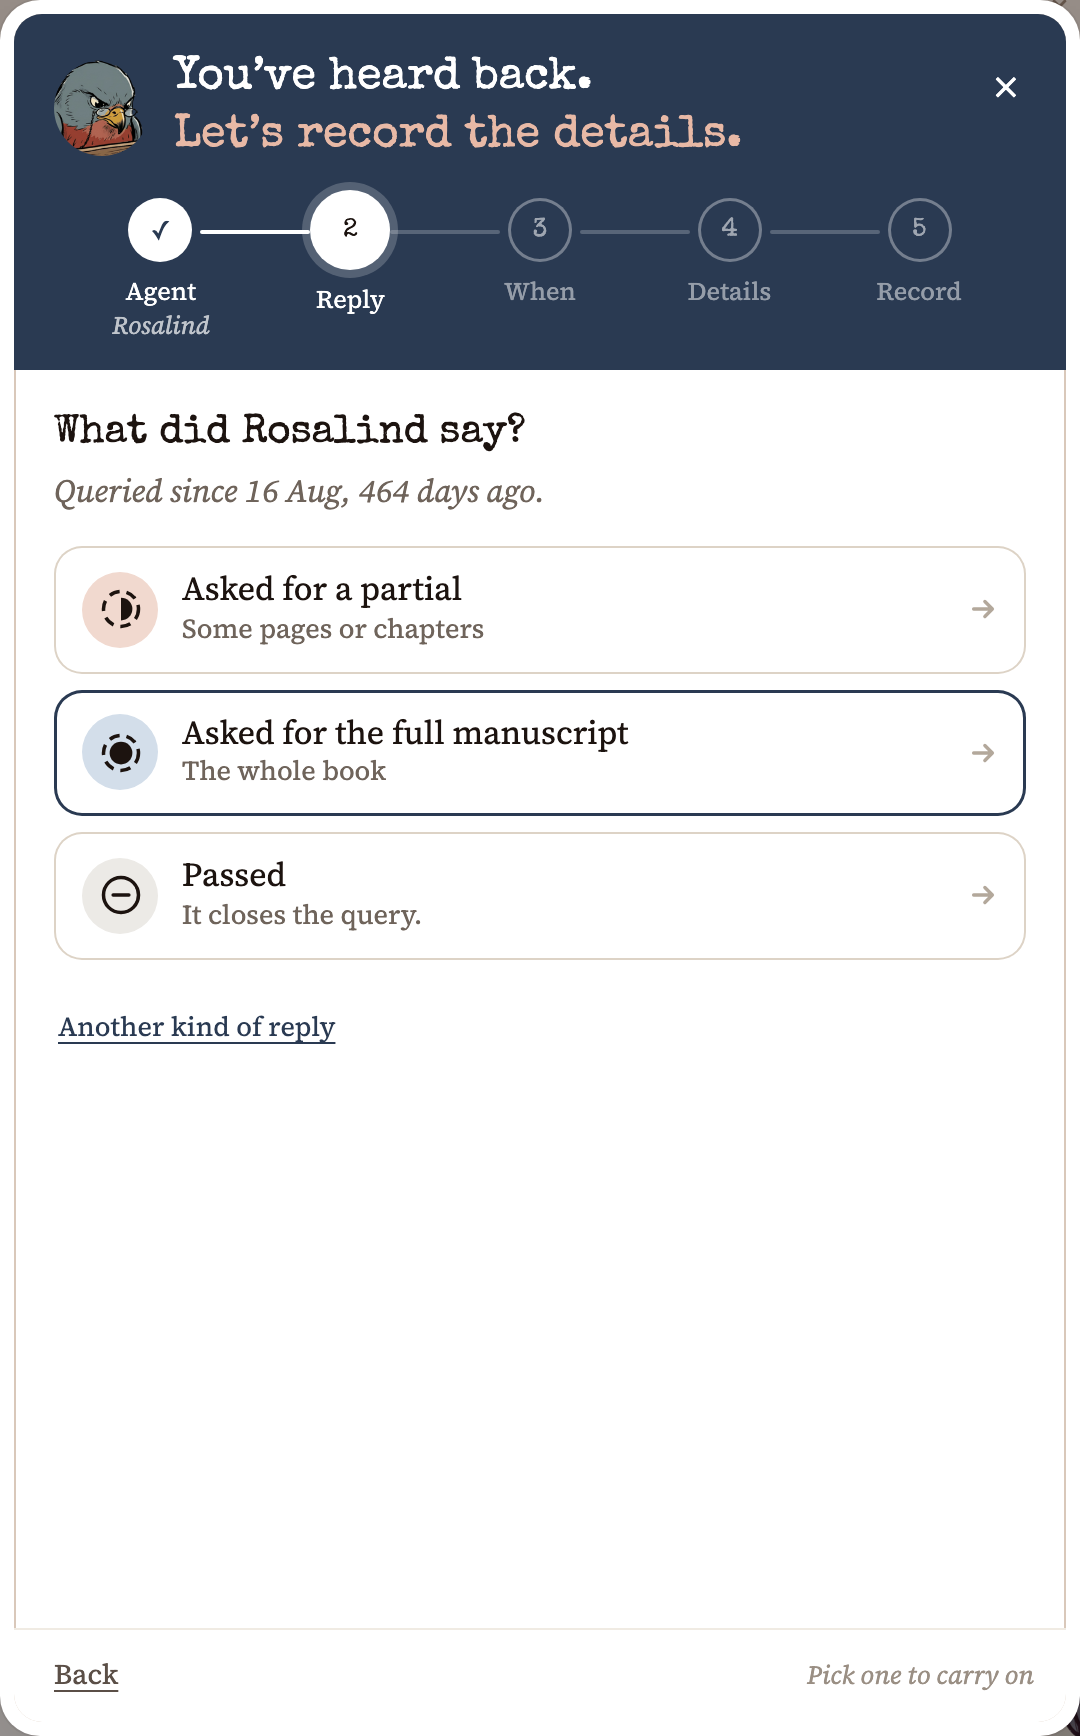 You’ve heard back.
Let’s record the details.
✓
2
3
4
5
Agent
Rosalind
Reply
When
Details
Record
What did Rosalind say?
Queried since 16 Aug, 464 days ago.
Asked for a partial
Some pages or chapters
Asked for the full manuscript
The whole book
Passed
It closes the query.
Another kind of reply
Back
Pick one to carry on